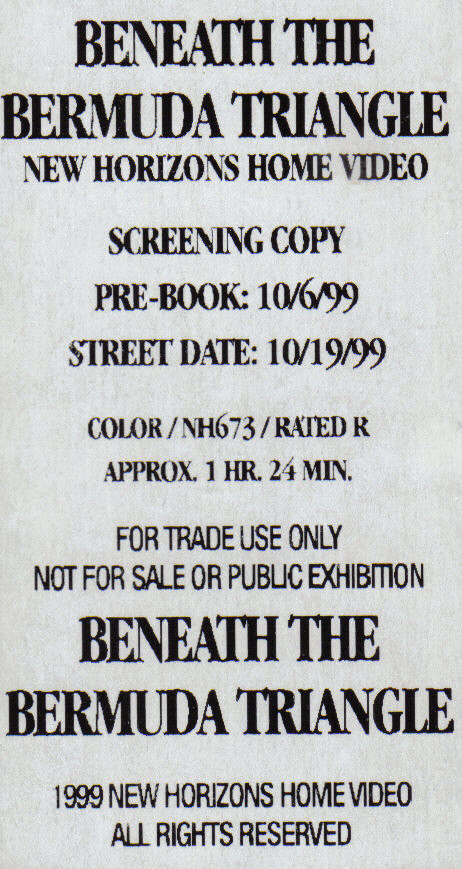 BENEATH THE
BERMUDA TRIANGLE
NEW HORIZONS HOME VIDEO
SCREENING COPY
PRE-BOOK: 10/6/99
STREET DATE: 10/19/99
COLOR / NH673 / RATED R
APPROX. 1 HR. 24 MIN.
FOR TRADE USE ONLY
NOT FOR SALE OR PUBLIC EXHIBITION
BENEATH THE
BERMUDA TRIANGLE
1999 NEW HORIZONS HOME VIDEO
ALL RIGHTS RESERVED